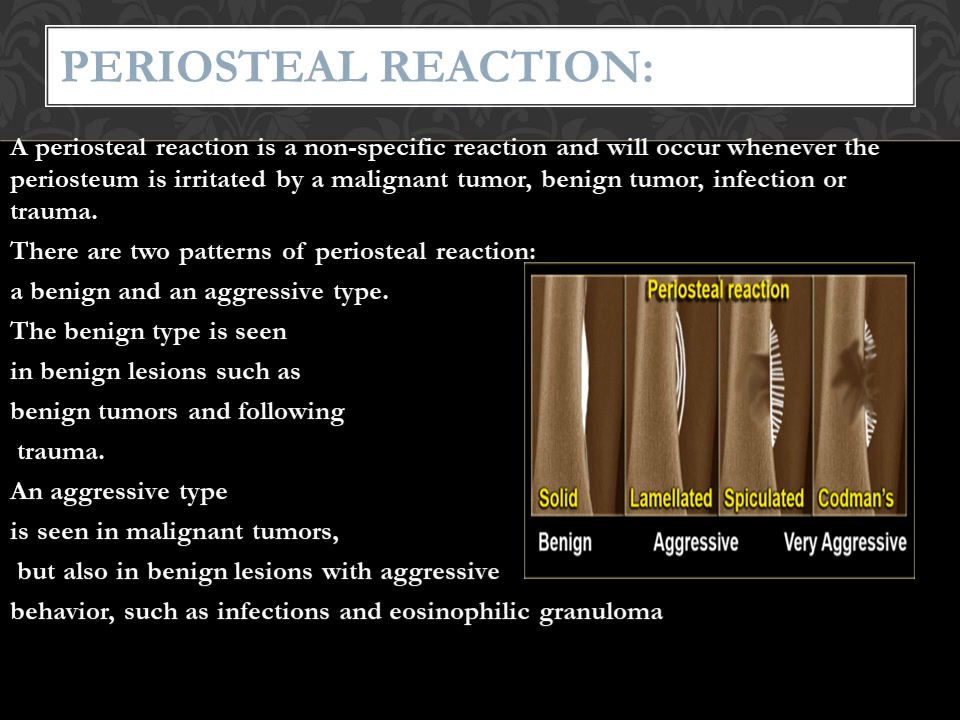 PERIOSTEAL REACTION:
A periosteal reaction is a non-specific reaction and will occur whenever the
periosteum is irritated by a malignant tumor, benign tumor, infection or
trauma.
There are two patterns of periosteal reaction:
a benign and an aggressive type.
The benign type is seen
in benign lesions such as
benign tumors and following
trauma.
An aggressive type
is seen in malignant tumors,
but also in benign lesions with aggressive
behavior, such as infections and eosinophilic granuloma
Periosteal reaction
Solid Lamellated Spiculated Codman's
Benign Aggressive Very Aggressive